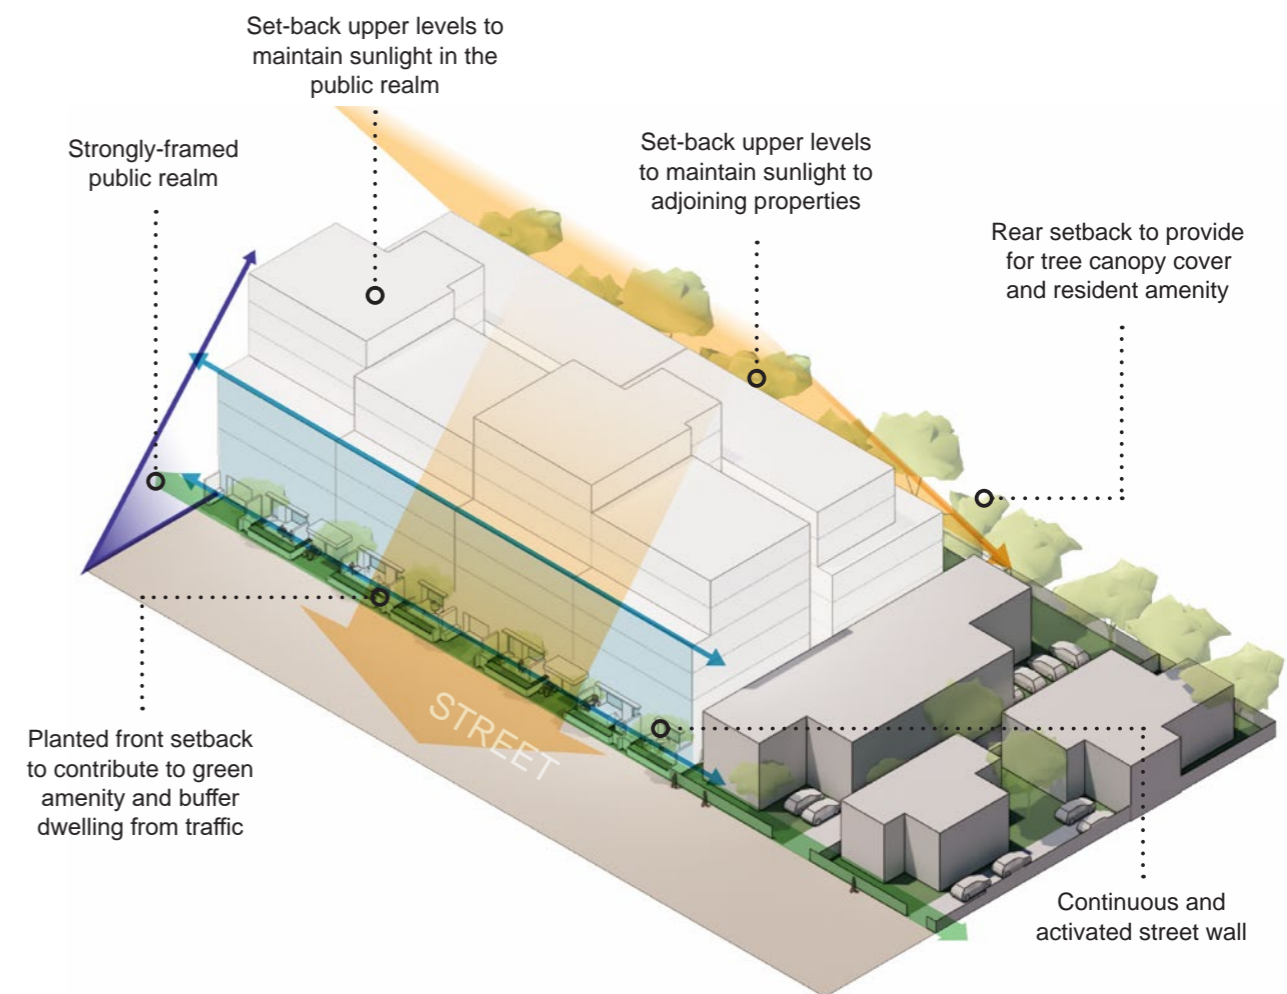 Set-back upper levels to
maintain sunlight in the
public realm
Strongly-framed
public realm
Set-back upper levels
to maintain sunlight to
adjoining properties
Rear setback to provide
for tree canopy cover
and resident amenity
STREET
Planted front setback
to contribute to green
amenity and buffer
dwelling from traffic
Continuous and
activated street wall